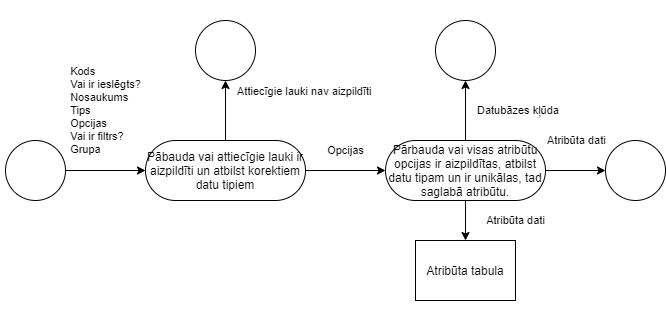 Kods
Vai ir ieslēgts?
Nosaukums
Tips
Opcijas
Vai ir filtrs?
Grupa
Attiecīgie lauki nav aizpildīti
Pābauda vai attiecīgie lauki ir
aizpildīti un atbilst korektiem
datu tipiem
Opcijas
Datubāzes kļūda
Pārbauda vai visas atribūtu
opcijas ir aizpildītas, atbilst
datu tipam un ir unikālas, tad
saglabā atribūtu.
Atribūta dati
Atribūta dati
Atribūta tabula